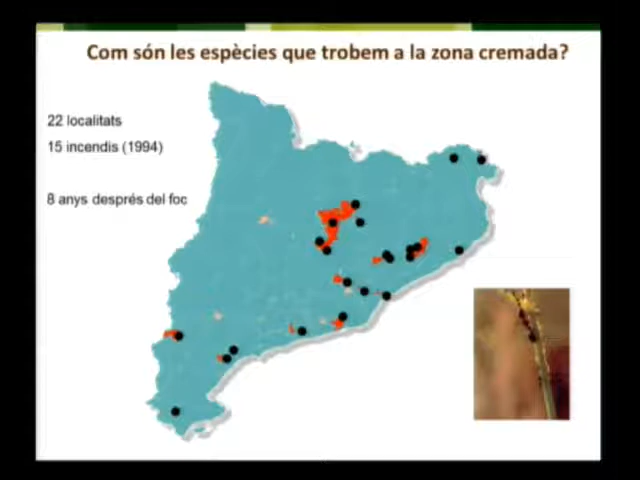 Com són les espècies que trobem a la zona cremada?
22 localitats
15 incendis (1994)
8 anys després del foc